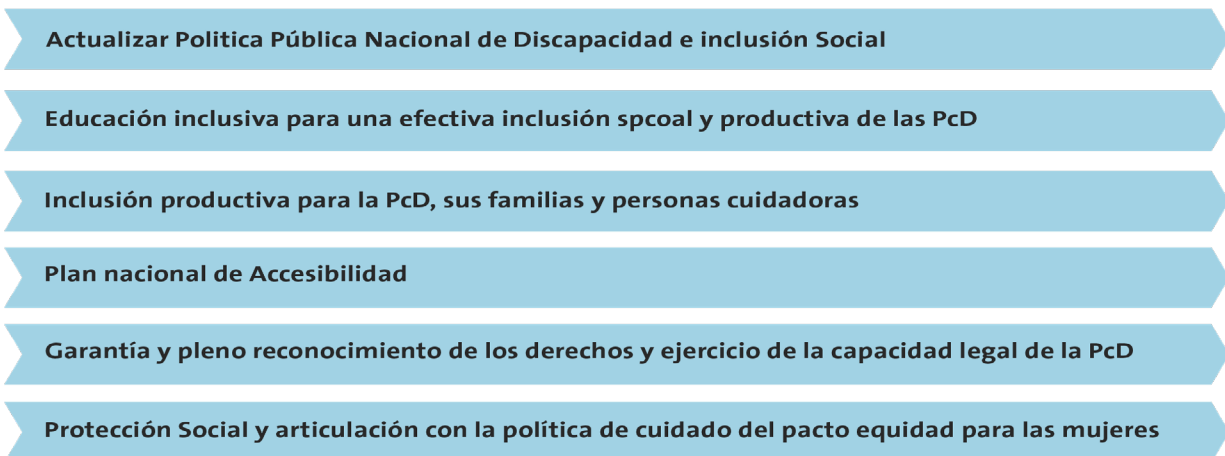 Actualizar Politica Pública Nacional de Discapacidad e inclusión Social
Educación inclusiva para una efectiva inclusión spcoal y productiva de las PcD
Inclusión productiva para la PcD, sus familias y personas cuidadoras
Plan nacional de Accesibilidad
Garantía y pleno reconocimiento de los derechos y ejercicio de la capacidad legal de la PcD
Protección Social y articulación con la política de cuidado del pacto equidad para las mujeres